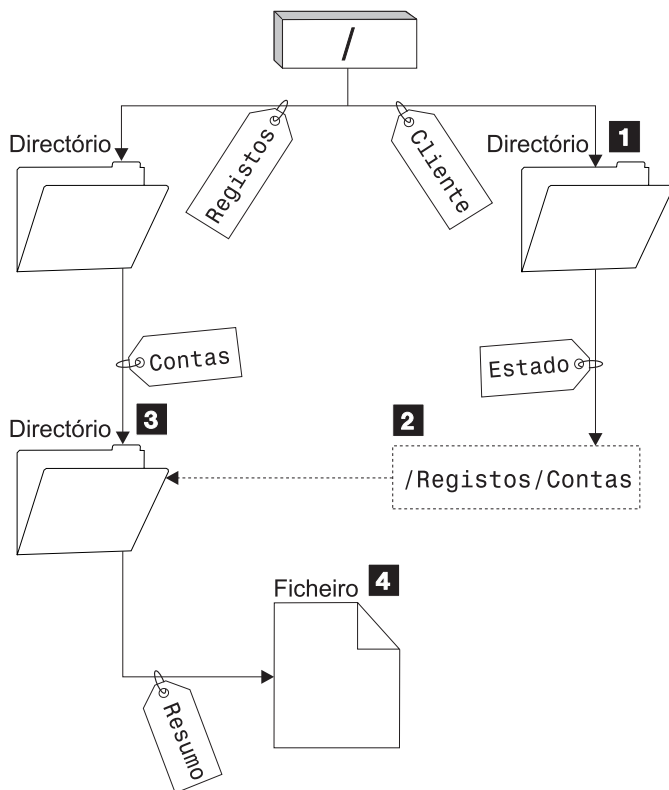 /
Directório
Registos
Cliente
Directório 1
Contas
Estado
Directório 3
2
/Registos/Contas
Ficheiro 4
Resumo